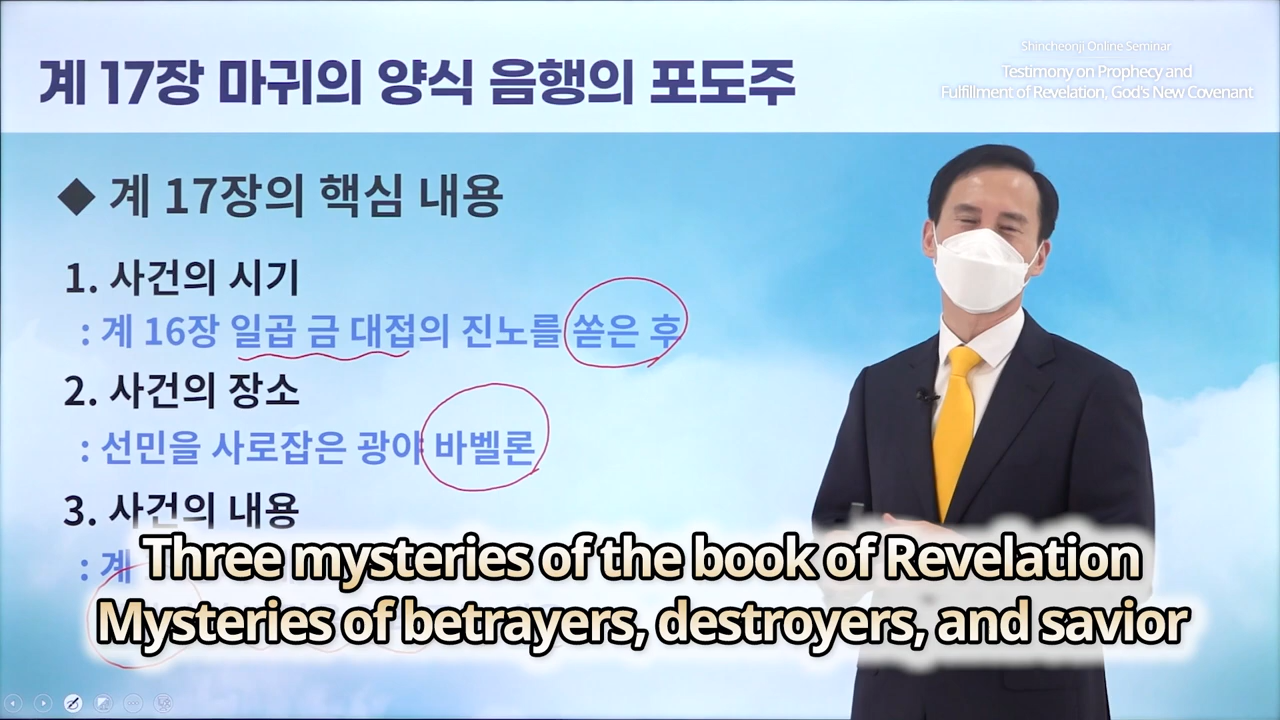 계 17장 마귀의 양식 음행의 포도주
Shincheonji Online Seminar
Testimony on Prophecy and
Fulfillment of Revelation, God's New Covenant
◆ 계 17장의 핵심 내용
1. 사건의 시기
: 계 16장 일곱 금 대접의 진노를 쏟은 후
2. 사건의 장소
: 선민을 사로잡은 광야 바벨론
3. 사건의 내용
: 계
Three mysteries of the book of Revelation
Mysteries of betrayers, destroyers, and savior